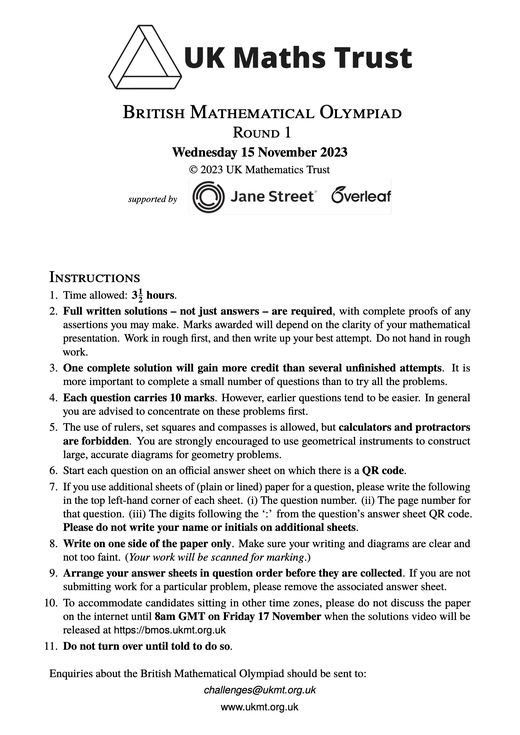 UK Maths Trust
British Mathematical Olympiad
Round 1
Wednesday 15 November 2023
© 2023 UK Mathematics Trust
supported by Jane Street Overleaf
Instructions
1. Time allowed: 3½ hours.
2. Full written solutions – not just answers – are required, with complete proofs of any
assertions you may make. Marks awarded will depend on the clarity of your mathematical
presentation. Work in rough first, and then write up your best attempt. Do not hand in rough
work.
3. One complete solution will gain more credit than several unfinished attempts. It is
more important to complete a small number of questions than to try all the problems.
4. Each question carries 10 marks. However, earlier questions tend to be easier. In general
you are advised to concentrate on these problems first.
5. The use of rulers, set squares and compasses is allowed, but calculators and protractors
are forbidden. You are strongly encouraged to use geometrical instruments to construct
large, accurate diagrams for geometry problems.
6. Start each question on an official answer sheet on which there is a QR code.
7. If you use additional sheets of (plain or lined) paper for a question, please write the following
in the top left-hand corner of each sheet. (i) The question number. (ii) The page number for
that question. (iii) The digits following the ‘:’ from the question’s answer sheet QR code.
Please do not write your name or initials on additional sheets.
8. Write on one side of the paper only. Make sure your writing and diagrams are clear and
not too faint. (Your work will be scanned for marking.)
9. Arrange your answer sheets in question order before they are collected. If you are not
submitting work for a particular problem, please remove the associated answer sheet.
10. To accommodate candidates sitting in other time zones, please do not discuss the paper
on the internet until 8am GMT on Friday 17 November when the solutions video will be
released at https://bmos.ukmt.org.uk
11. Do not turn over until told to do so.
Enquiries about the British Mathematical Olympiad should be sent to:
challenges@ukmt.org.uk
www.ukmt.org.uk